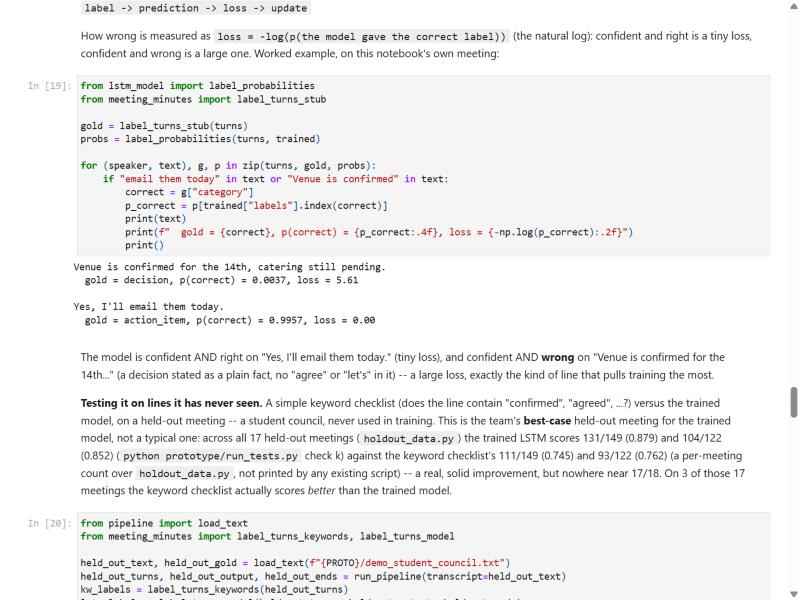 label -> prediction -> loss -> update
How wrong is measured as loss = -log(p(the model gave the correct label)) (the natural log): confident and right is a tiny loss,
confident and wrong is a large one. Worked example, on this notebook's own meeting:
In [19]: from lstm_model import label_probabilities
from meeting_minutes import label_turns_stub
gold = label_turns_stub(turns)
probs = label_probabilities(turns, trained)
for (speaker, text), g, p in zip(turns, gold, probs):
    if "email them today" in text or "Venue is confirmed" in text:
        correct = g["category"]
        p_correct = p[trained["labels"].index(correct)]
        print(text)
        print(f"  gold = {correct}, p(correct) = {p_correct:.4f}, loss = {-np.log(p_correct):.2f}")
        print()
Venue is confirmed for the 14th, catering still pending.
  gold = decision, p(correct) = 0.0037, loss = 5.61
Yes, I'll email them today.
  gold = action_item, p(correct) = 0.9957, loss = 0.00
The model is confident AND right on "Yes, I'll email them today." (tiny loss), and confident AND wrong on "Venue is confirmed for the
14th..." (a decision stated as a plain fact, no "agree" or "let's" in it) -- a large loss, exactly the kind of line that pulls training the most.
Testing it on lines it has never seen. A simple keyword checklist (does the line contain "confirmed", "agreed", ...?) versus the trained
model, on a held-out meeting -- a student council, never used in training. This is the team's best-case held-out meeting for the trained
model, not a typical one: across all 17 held-out meetings ( holdout_data.py ) the trained LSTM scores 131/149 (0.879) and 104/122
(0.852) ( python prototype/run_tests.py check k) against the keyword checklist's 111/149 (0.745) and 93/122 (0.762) (a per-meeting
count over holdout_data.py , not printed by any existing script) -- a real, solid improvement, but nowhere near 17/18. On 3 of those 17
meetings the keyword checklist actually scores better than the trained model.
In [20]: from pipeline import load_text
from meeting_minutes import label_turns_keywords, label_turns_model
held_out_text, held_out_gold = load_text(f"{PROTO}/demo_student_council.txt")
held_out_turns, held_out_output, held_out_ends = run_pipeline(transcript=held_out_text)
kw_labels = label_turns_keywords(held_out_turns)